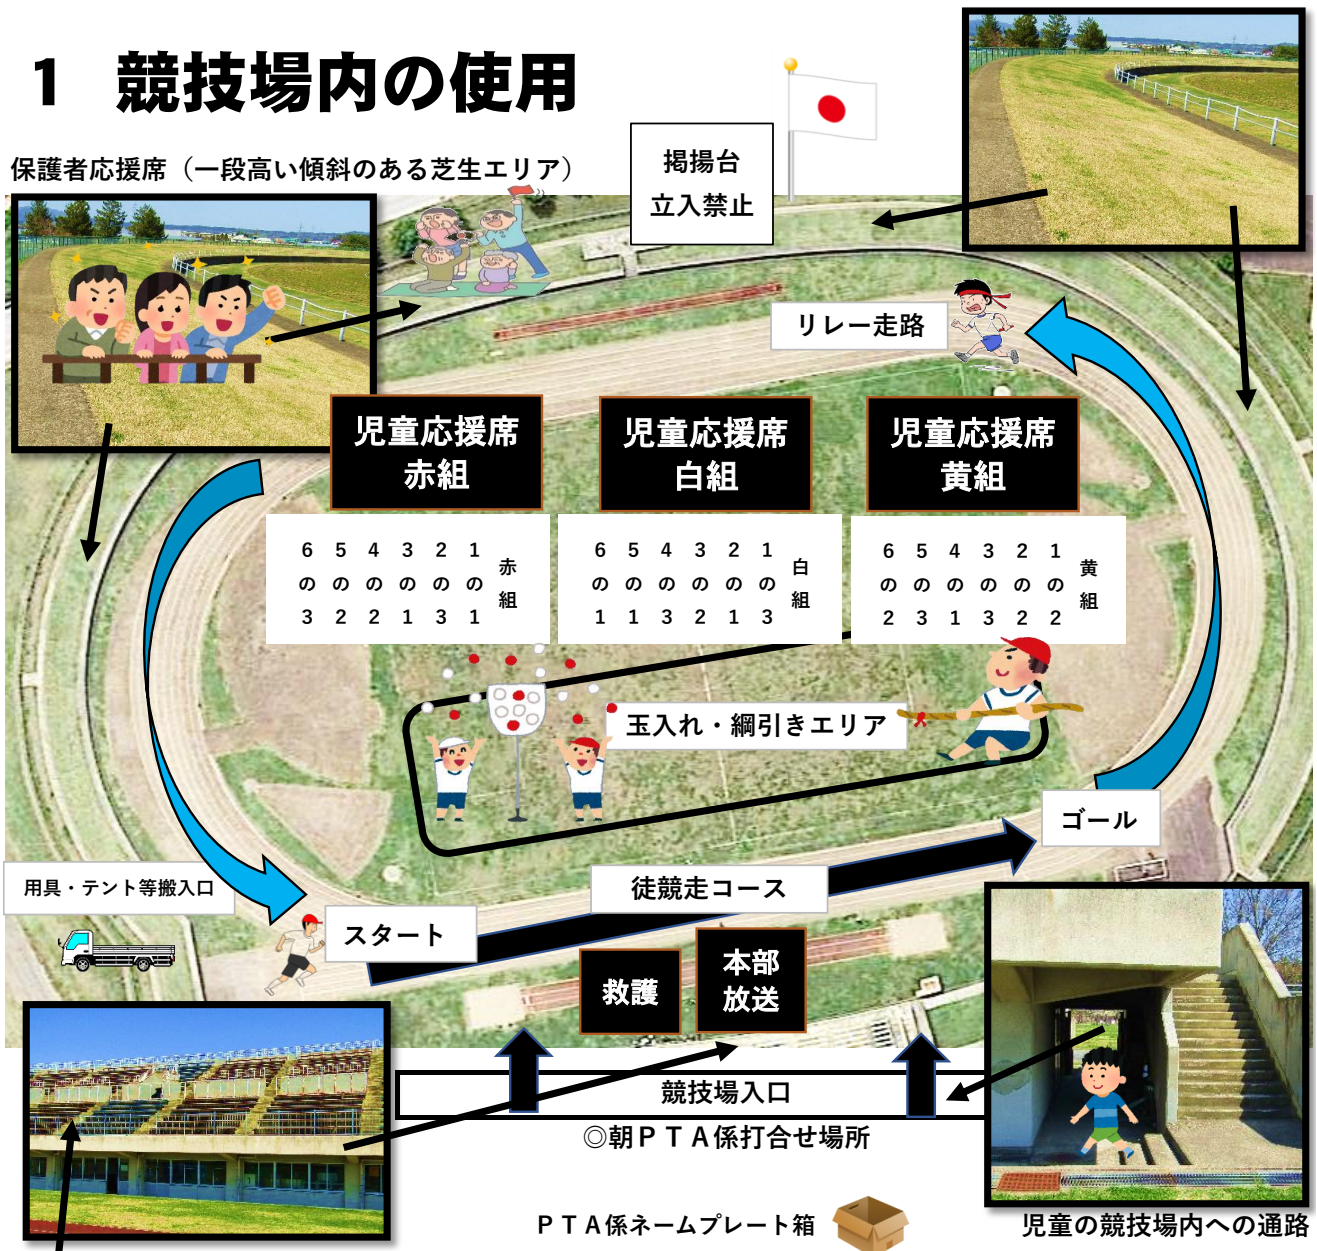 1 競技場内の使用
保護者応援席（一段高い傾斜のある芝生エリア）
掲揚台
立入禁止
リレー走路
児童応援席
赤組
児童応援席
白組
児童応援席
黄組
赤組
1の1
2の3
3の1
4の2
5の2
6の3
白組
1の3
2の1
3の2
4の3
5の1
6の1
黄組
1の2
2の2
3の3
4の1
5の3
6の2
玉入れ・綱引きエリア
ゴール
用具・テント等搬入口
徒競走コース
スタート
救護
本部
放送
競技場入口
◎朝ＰＴＡ係打合せ場所
ＰＴＡ係ネームプレート箱
児童の競技場内への通路